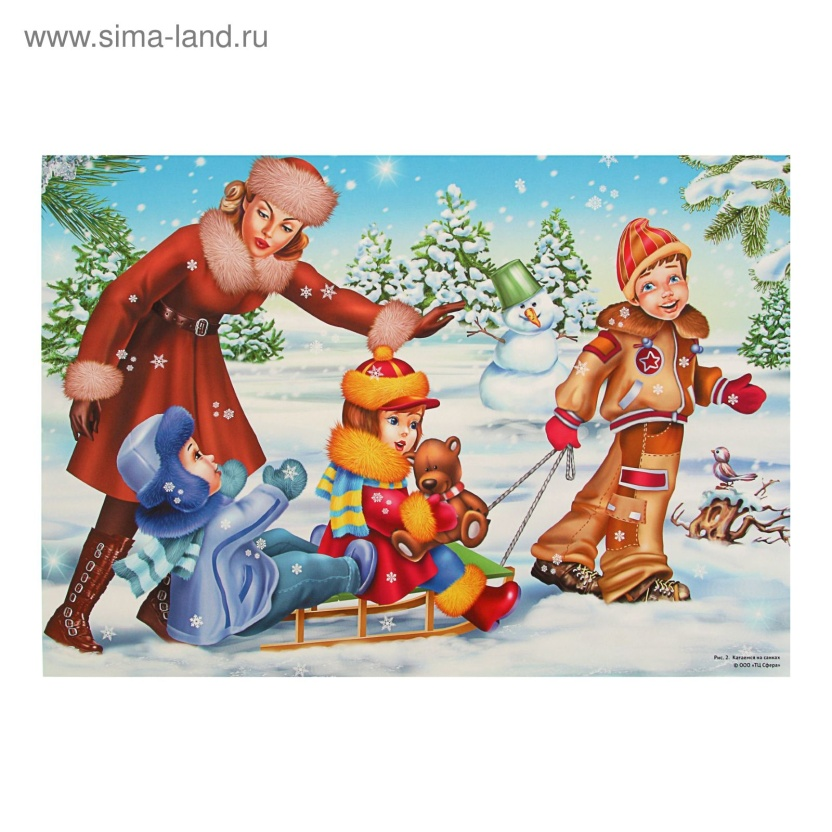 www.sima-land.ru
Рис. 2. Катаемся на санках
© ООО «ТЦ Сфера»